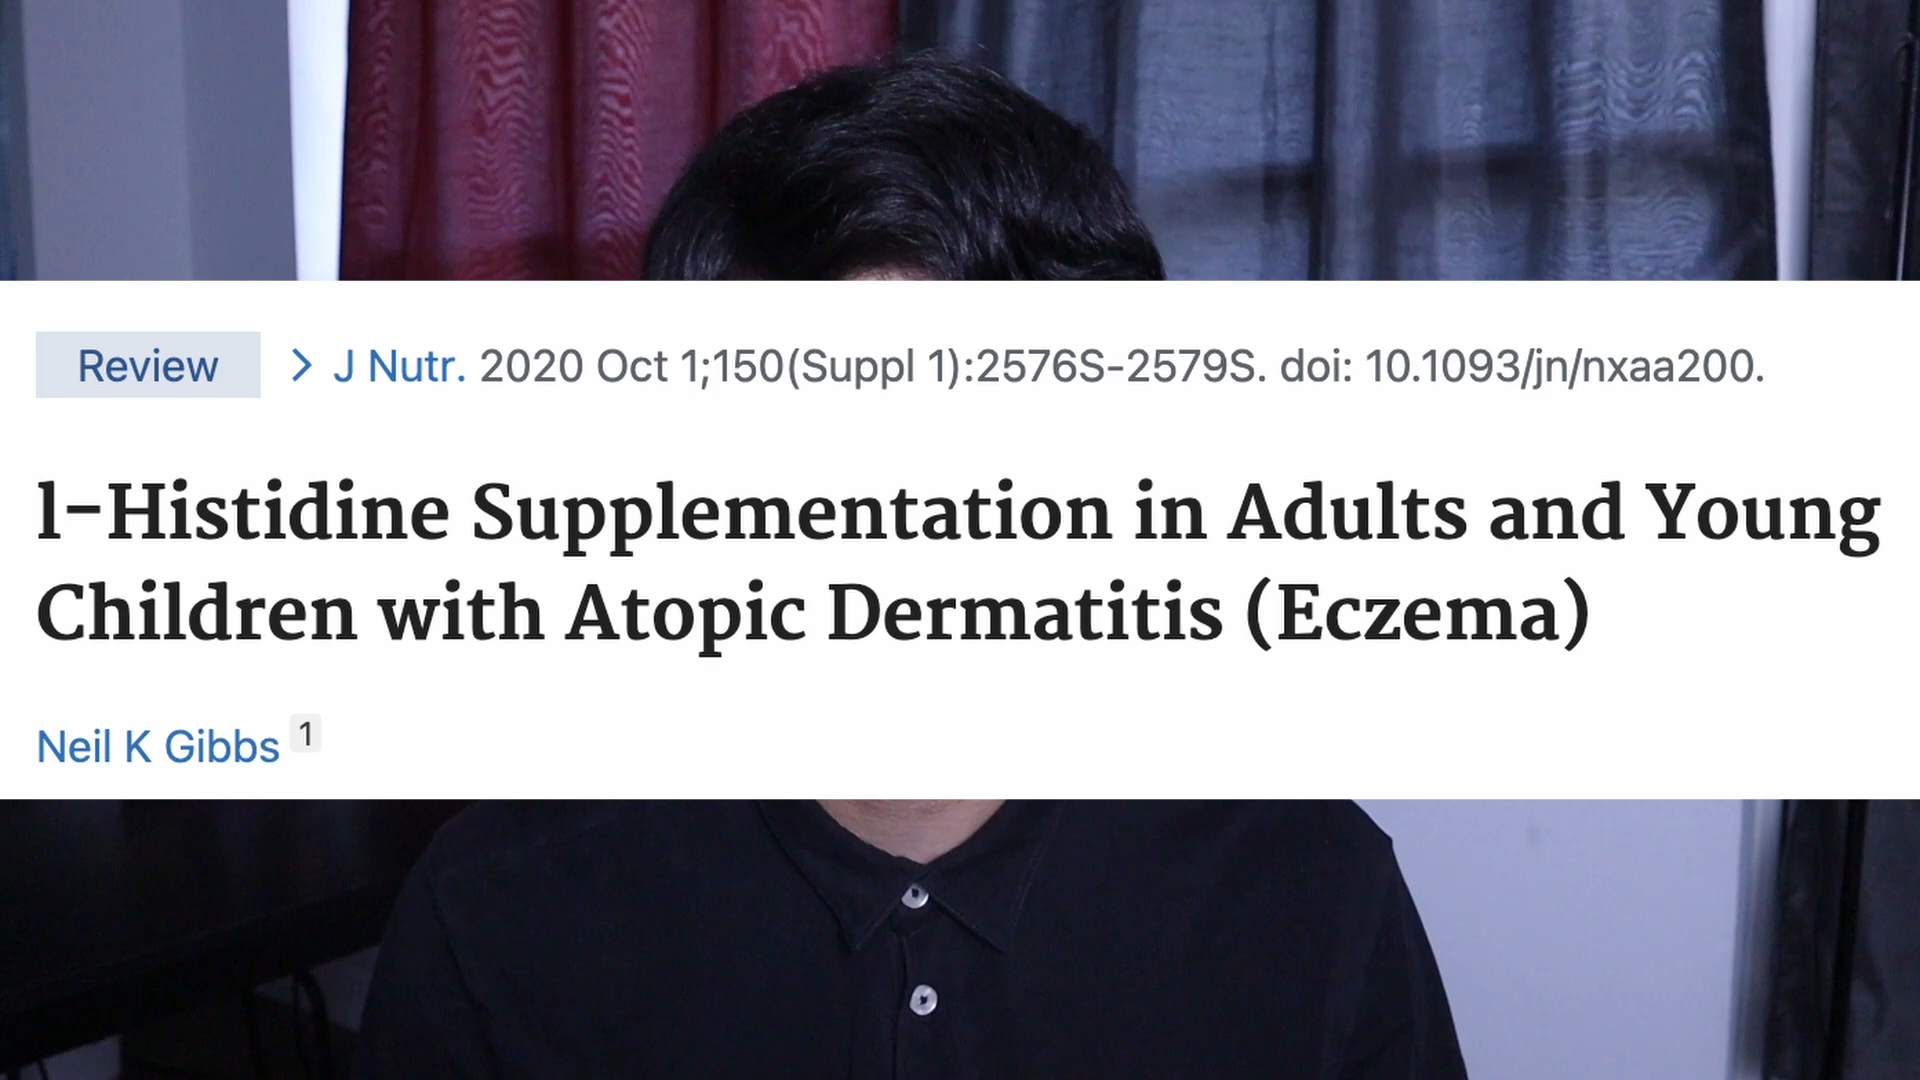 Review > J Nutr. 2020 Oct 1;150(Suppl 1):2576S-2579S. doi: 10.1093/jn/nxaa200.
l-Histidine Supplementation in Adults and Young
Children with Atopic Dermatitis (Eczema)
Neil K Gibbs 1